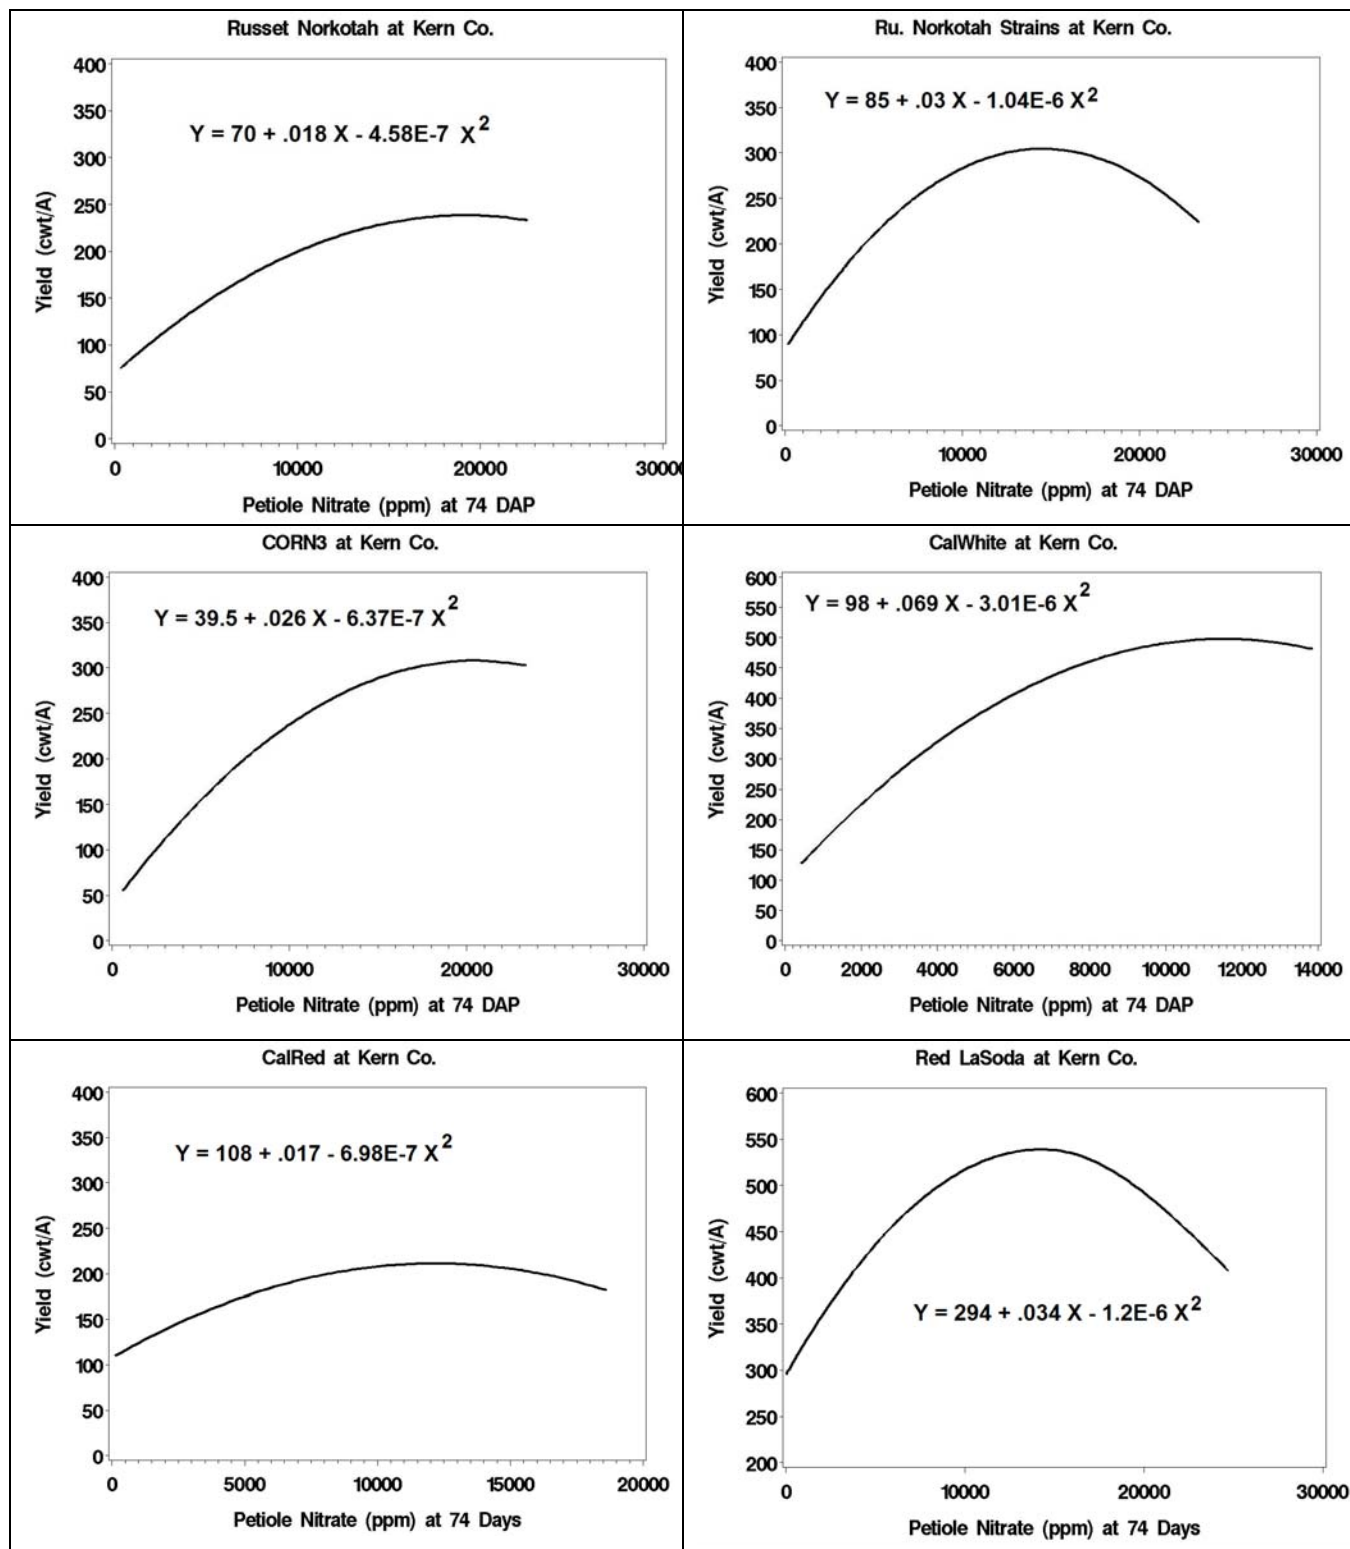 Russet Norkotah at Kern Co.
400
350
300
250
200
150
100
50
0
Y = 70 + .018 X - 4.58E-7 X²
Yield (cwt/A)
0 10000 20000 30000
Petiole Nitrate (ppm) at 74 DAP
Ru. Norkotah Strains at Kern Co.
400
350
300
250
200
150
100
50
0
Y = 85 + .03 X - 1.04E-6 X²
Yield (cwt/A)
0 10000 20000 30000
Petiole Nitrate (ppm) at 74 DAP
CORN3 at Kern Co.
400
350
300
250
200
150
100
50
0
Y = 39.5 + .026 X - 6.37E-7 X²
Yield (cwt/A)
0 10000 20000 30000
Petiole Nitrate (ppm) at 74 DAP
CalWhite at Kern Co.
600
550
500
450
400
350
300
250
200
150
100
50
0
Y = 98 + .069 X - 3.01E-6 X²
Yield (cwt/A)
0 2000 4000 6000 8000 10000 12000 14000
Petiole Nitrate (ppm) at 74 DAP
CalRed at Kern Co.
400
350
300
250
200
150
100
50
0
Y = 108 + .017 - 6.98E-7 X²
Yield (cwt/A)
0 5000 10000 15000 20000
Petiole Nitrate (ppm) at 74 Days
Red LaSoda at Kern Co.
600
550
500
450
400
350
300
250
200
Y = 294 + .034 X - 1.2E-6 X²
Yield (cwt/A)
0 10000 20000 30000
Petiole Nitrate (ppm) at 74 Days